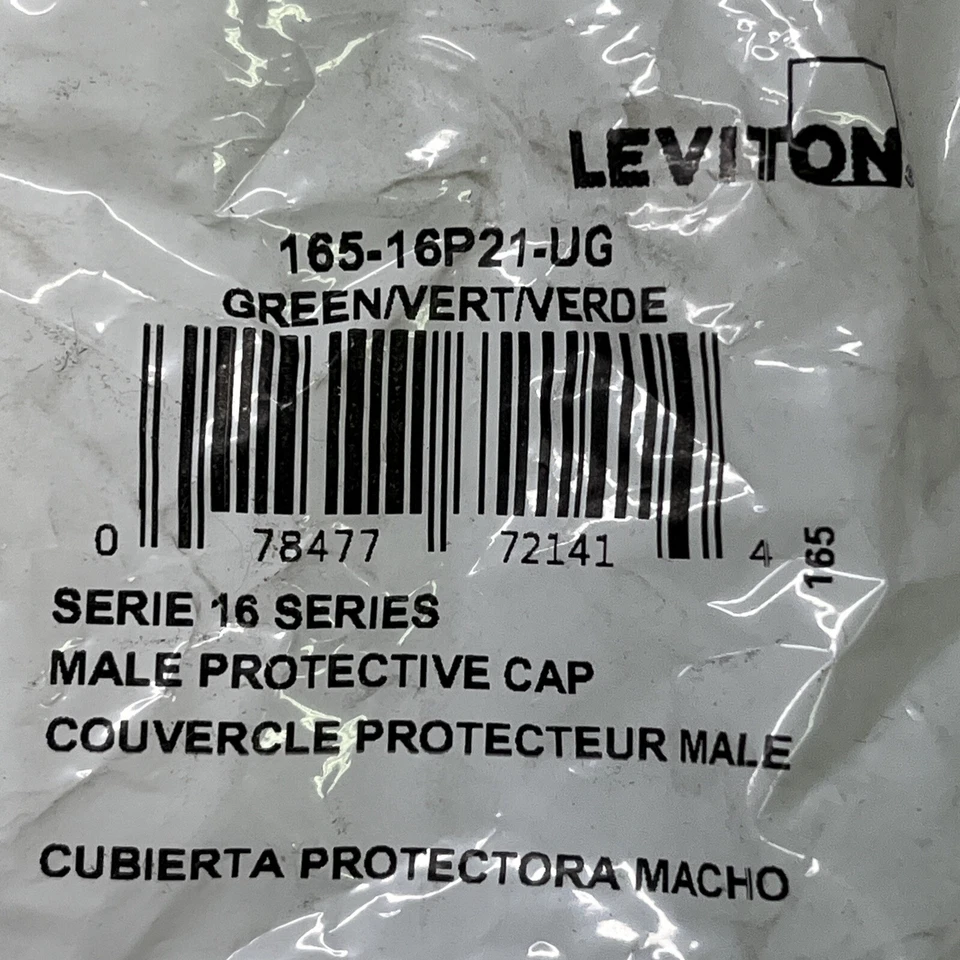 LEVITON®
165-16P21-UG
GREEN/VERT/VERDE
0 78477 72141 4
165
SERIE 16 SERIES
MALE PROTECTIVE CAP
COUVERCLE PROTECTEUR MALE
CUBIERTA PROTECTORA MACHO